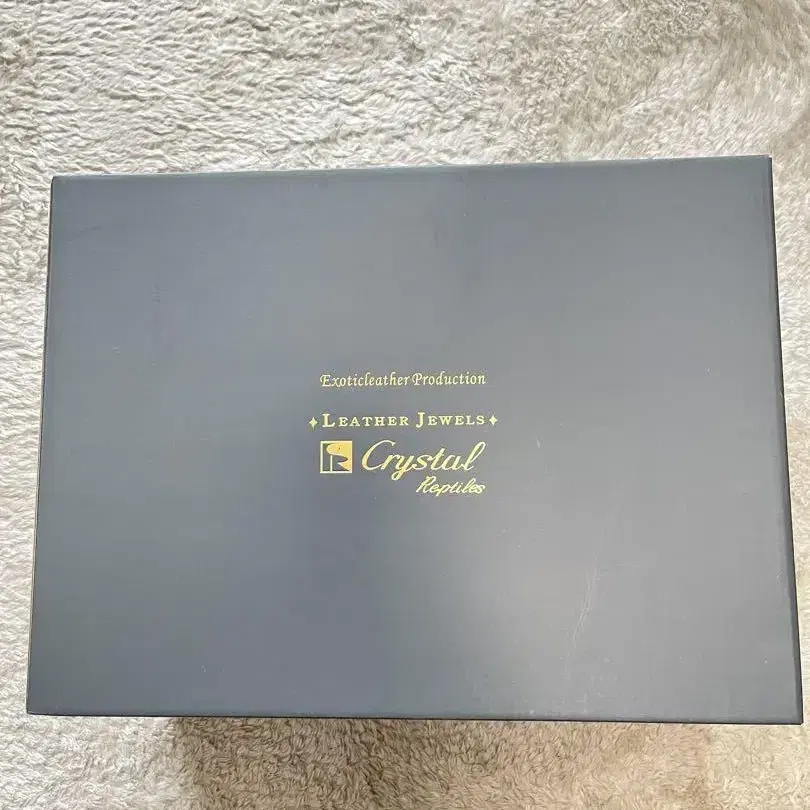 Exoticleather Production
LEATHER JEWELS
Crystal
Reptiles